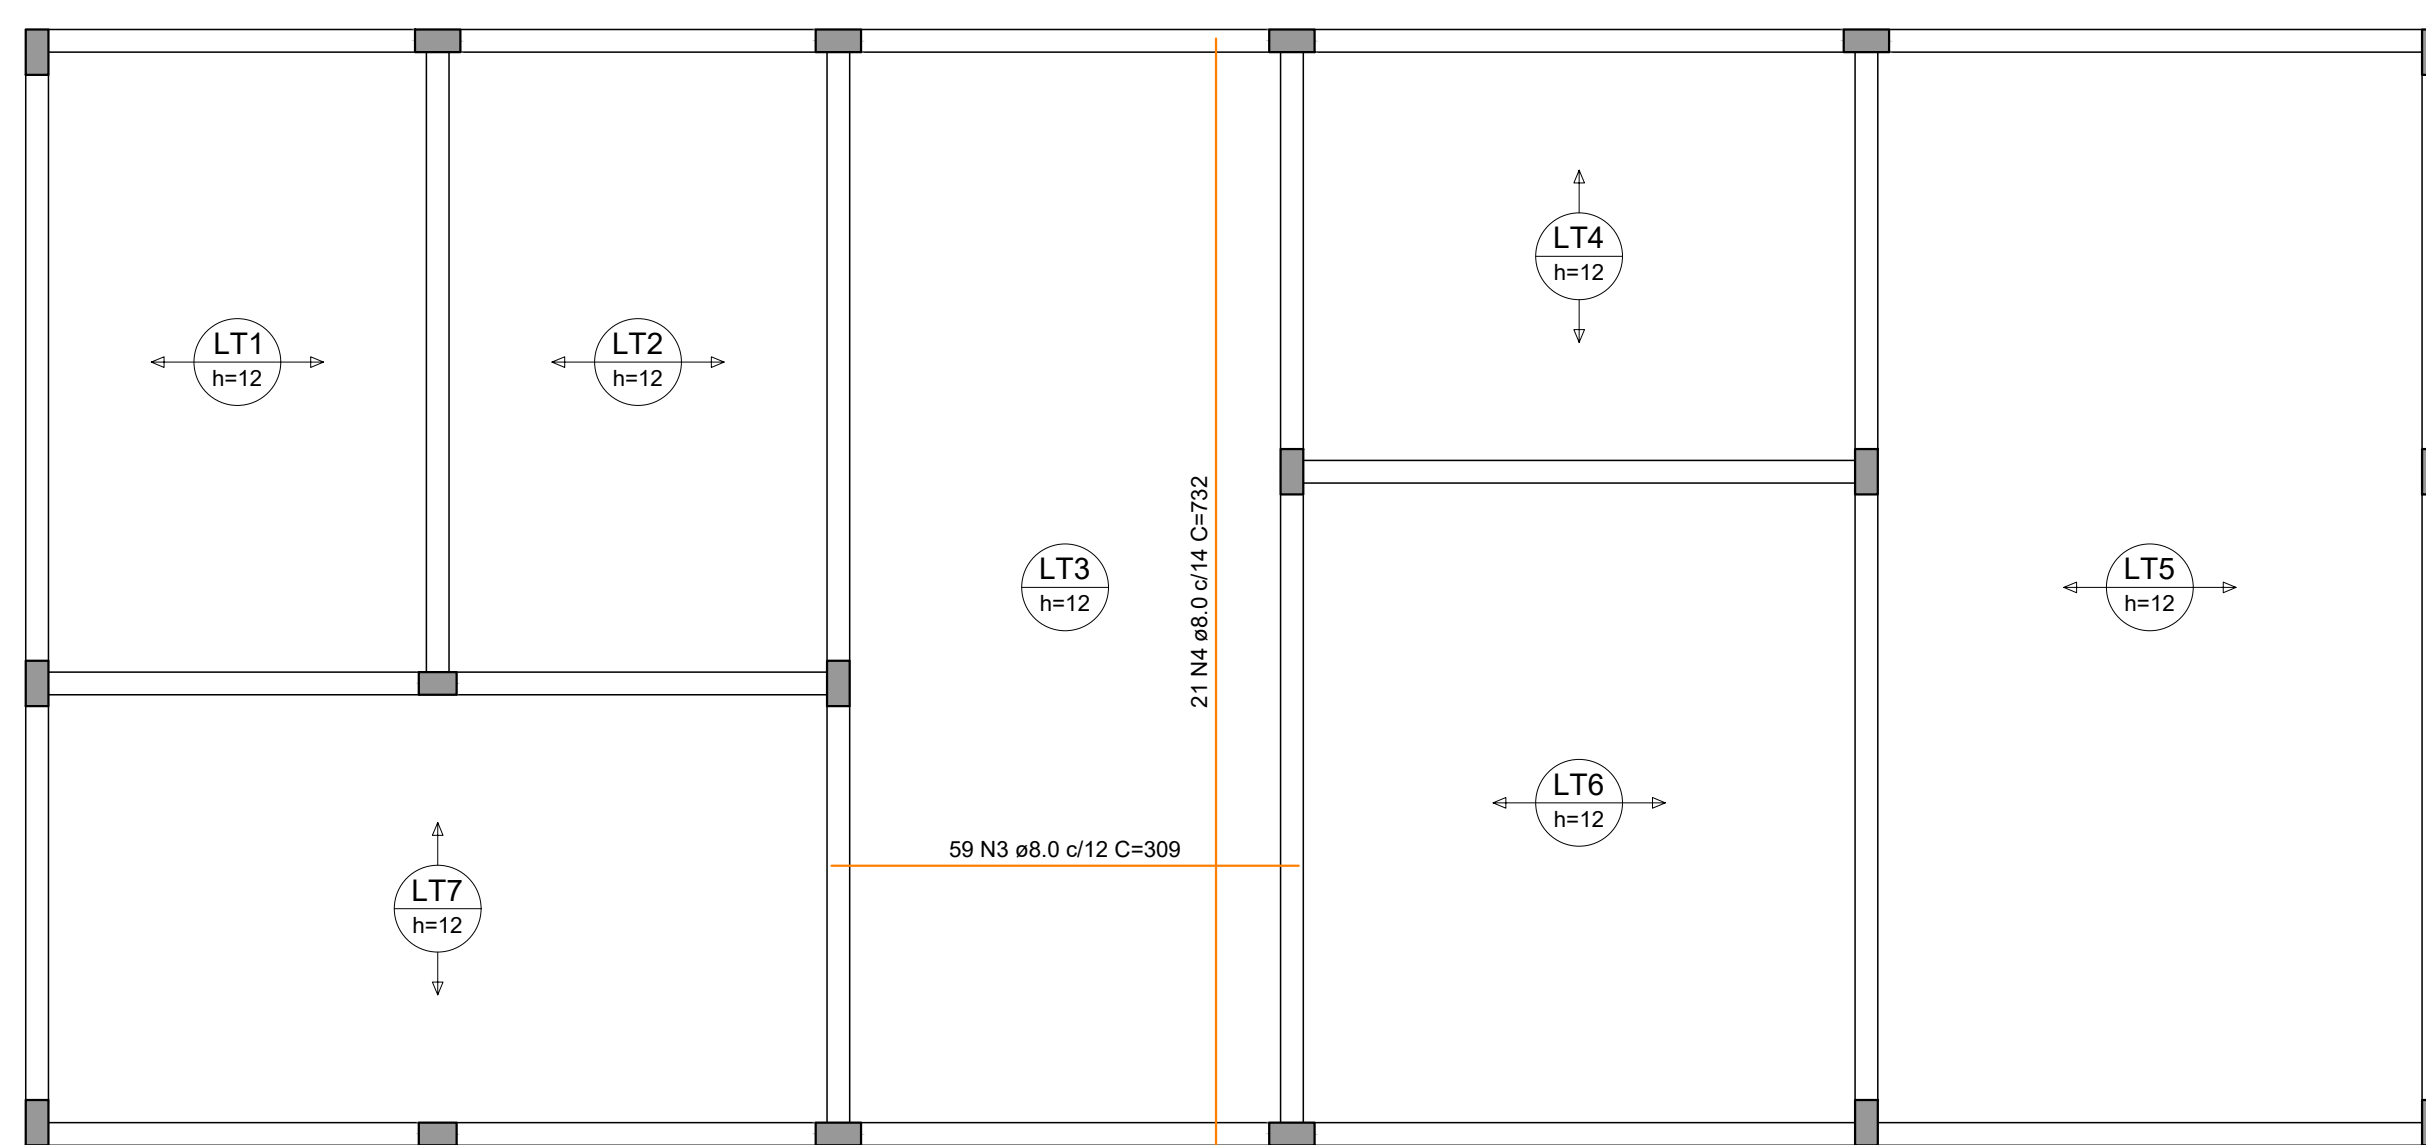 LT4
h=12
LT1
h=12
LT2
h=12
21 N4 ø8.0 c/14 C=732
LT3
h=12
LT5
h=12
LT6
h=12
59 N3 ø8.0 c/12 C=309
LT7
h=12